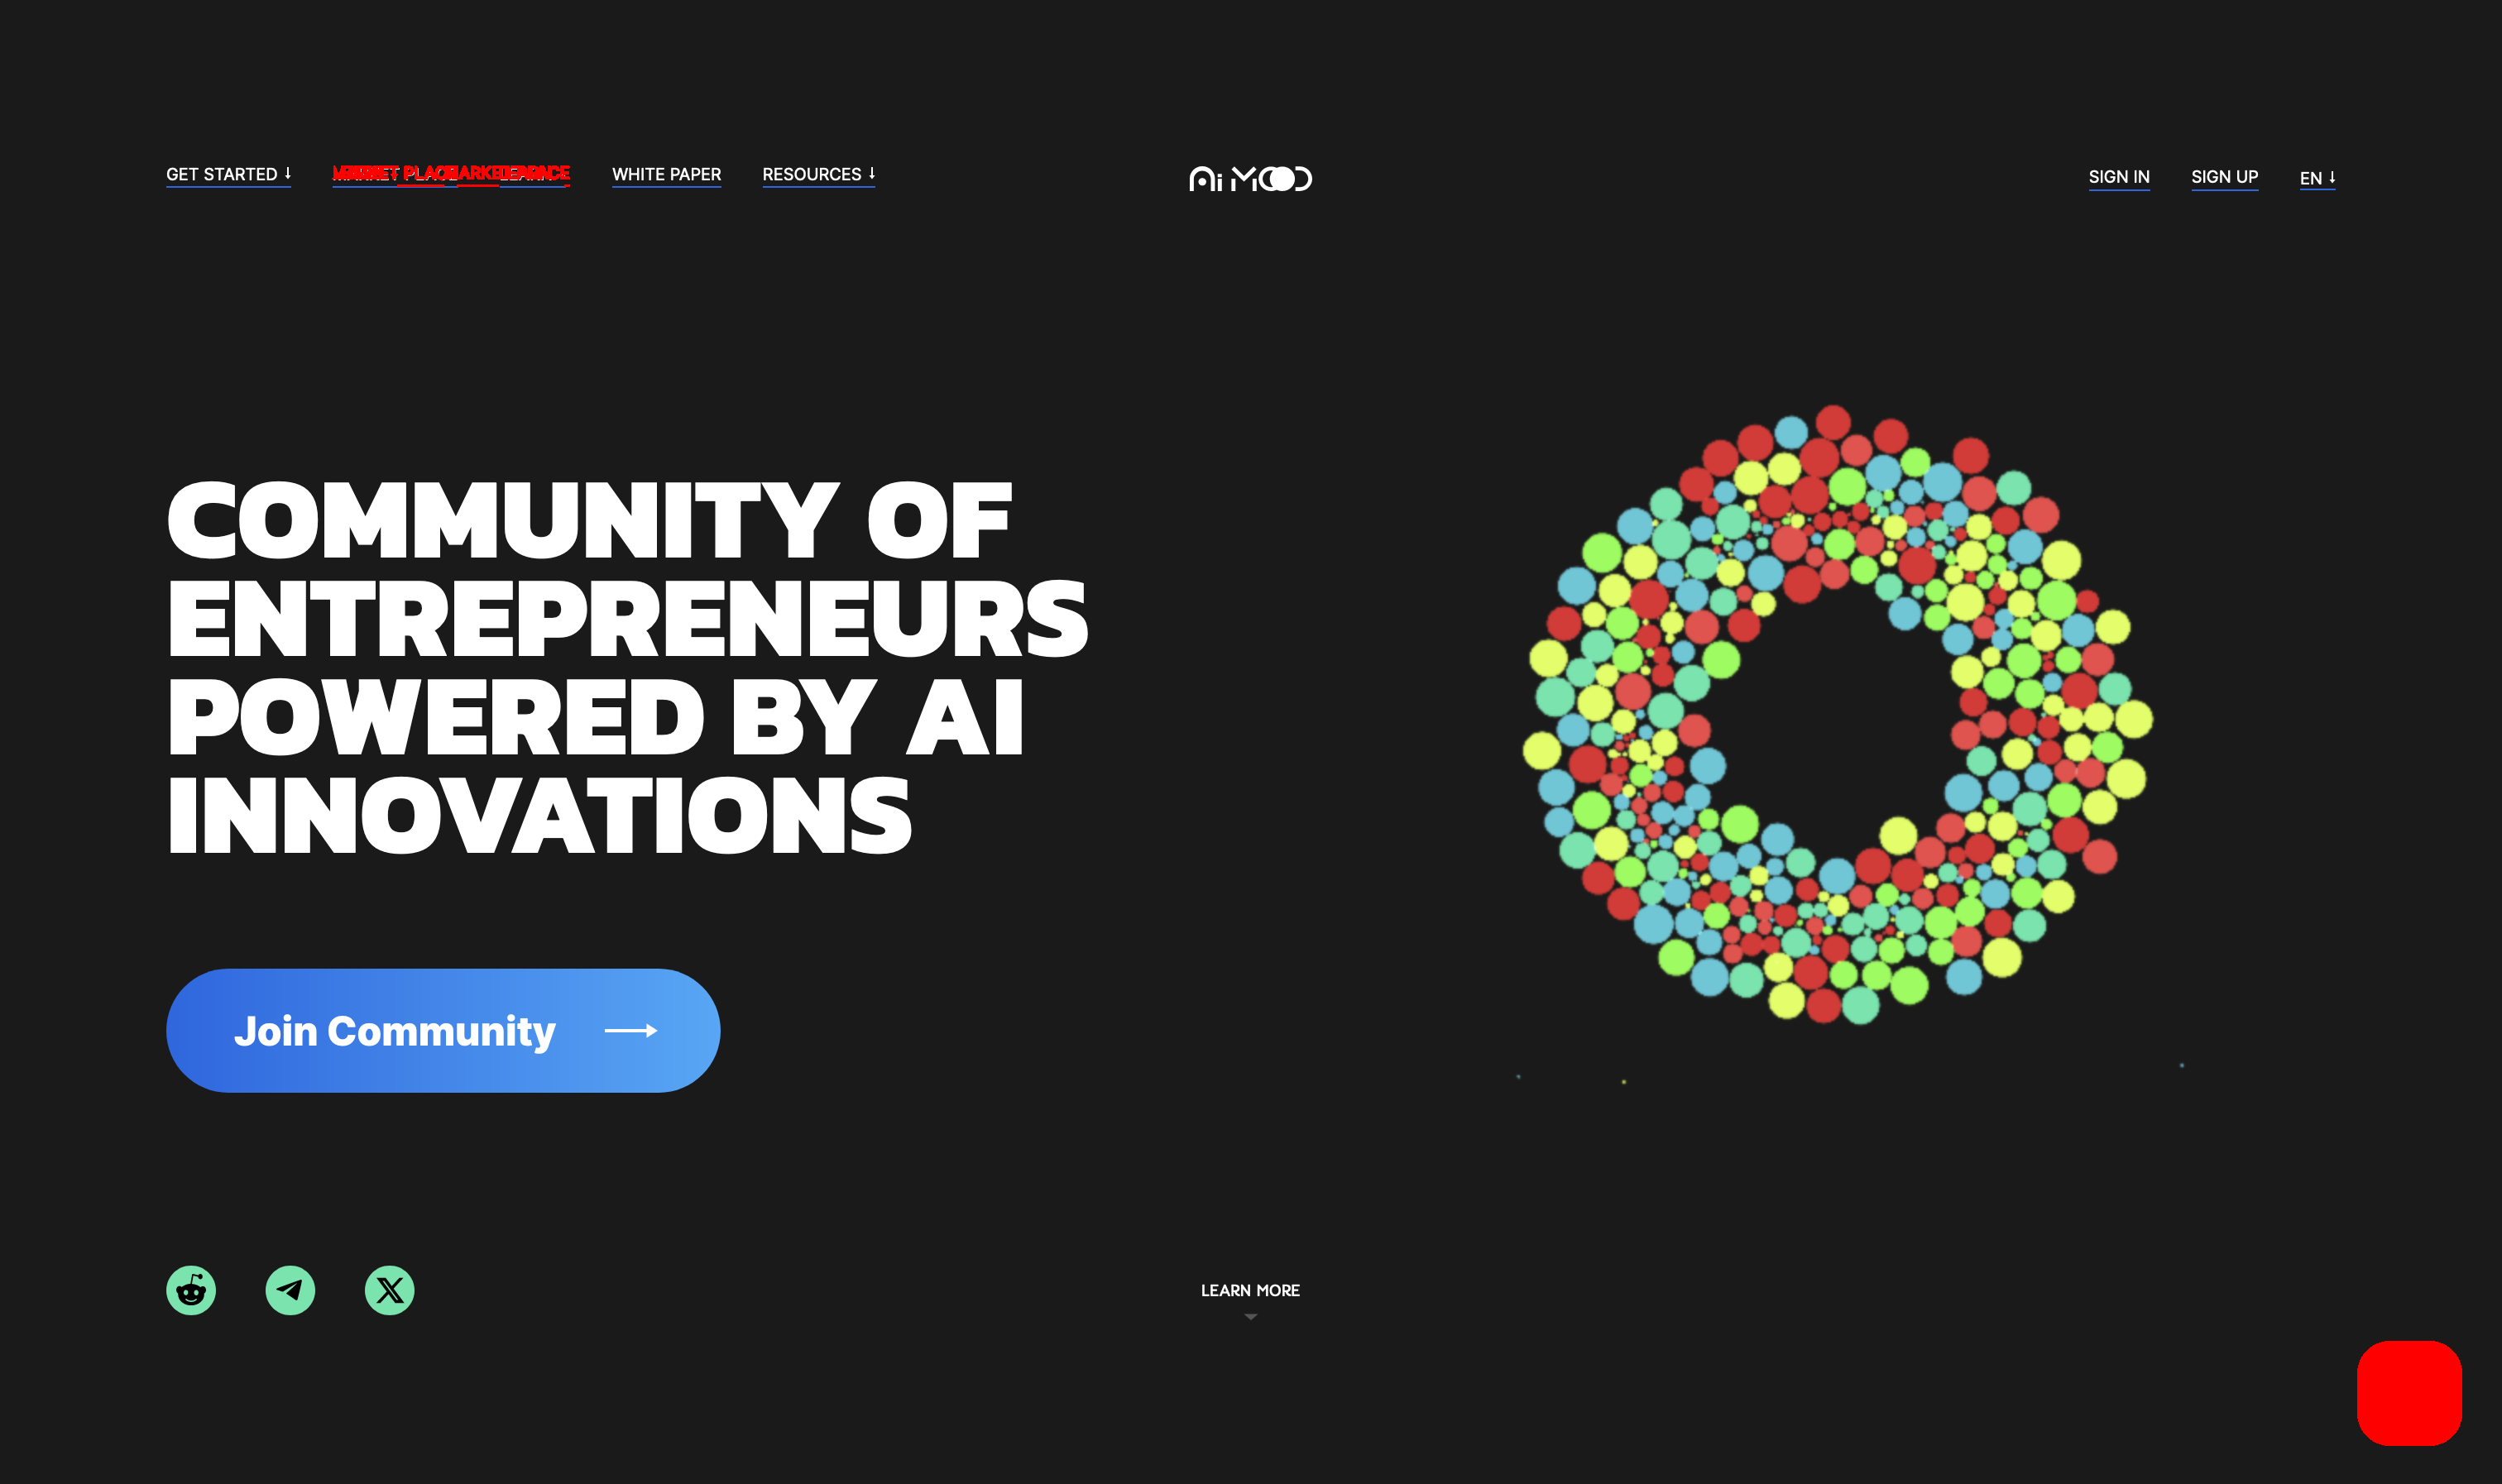 GET STARTED
WHITE PAPER
RESOURCES
Ai MOOD
SIGN IN
SIGN UP
EN
COMMUNITY OF
ENTREPRENEURS
POWERED BY AI
INNOVATIONS
Join Community
LEARN MORE